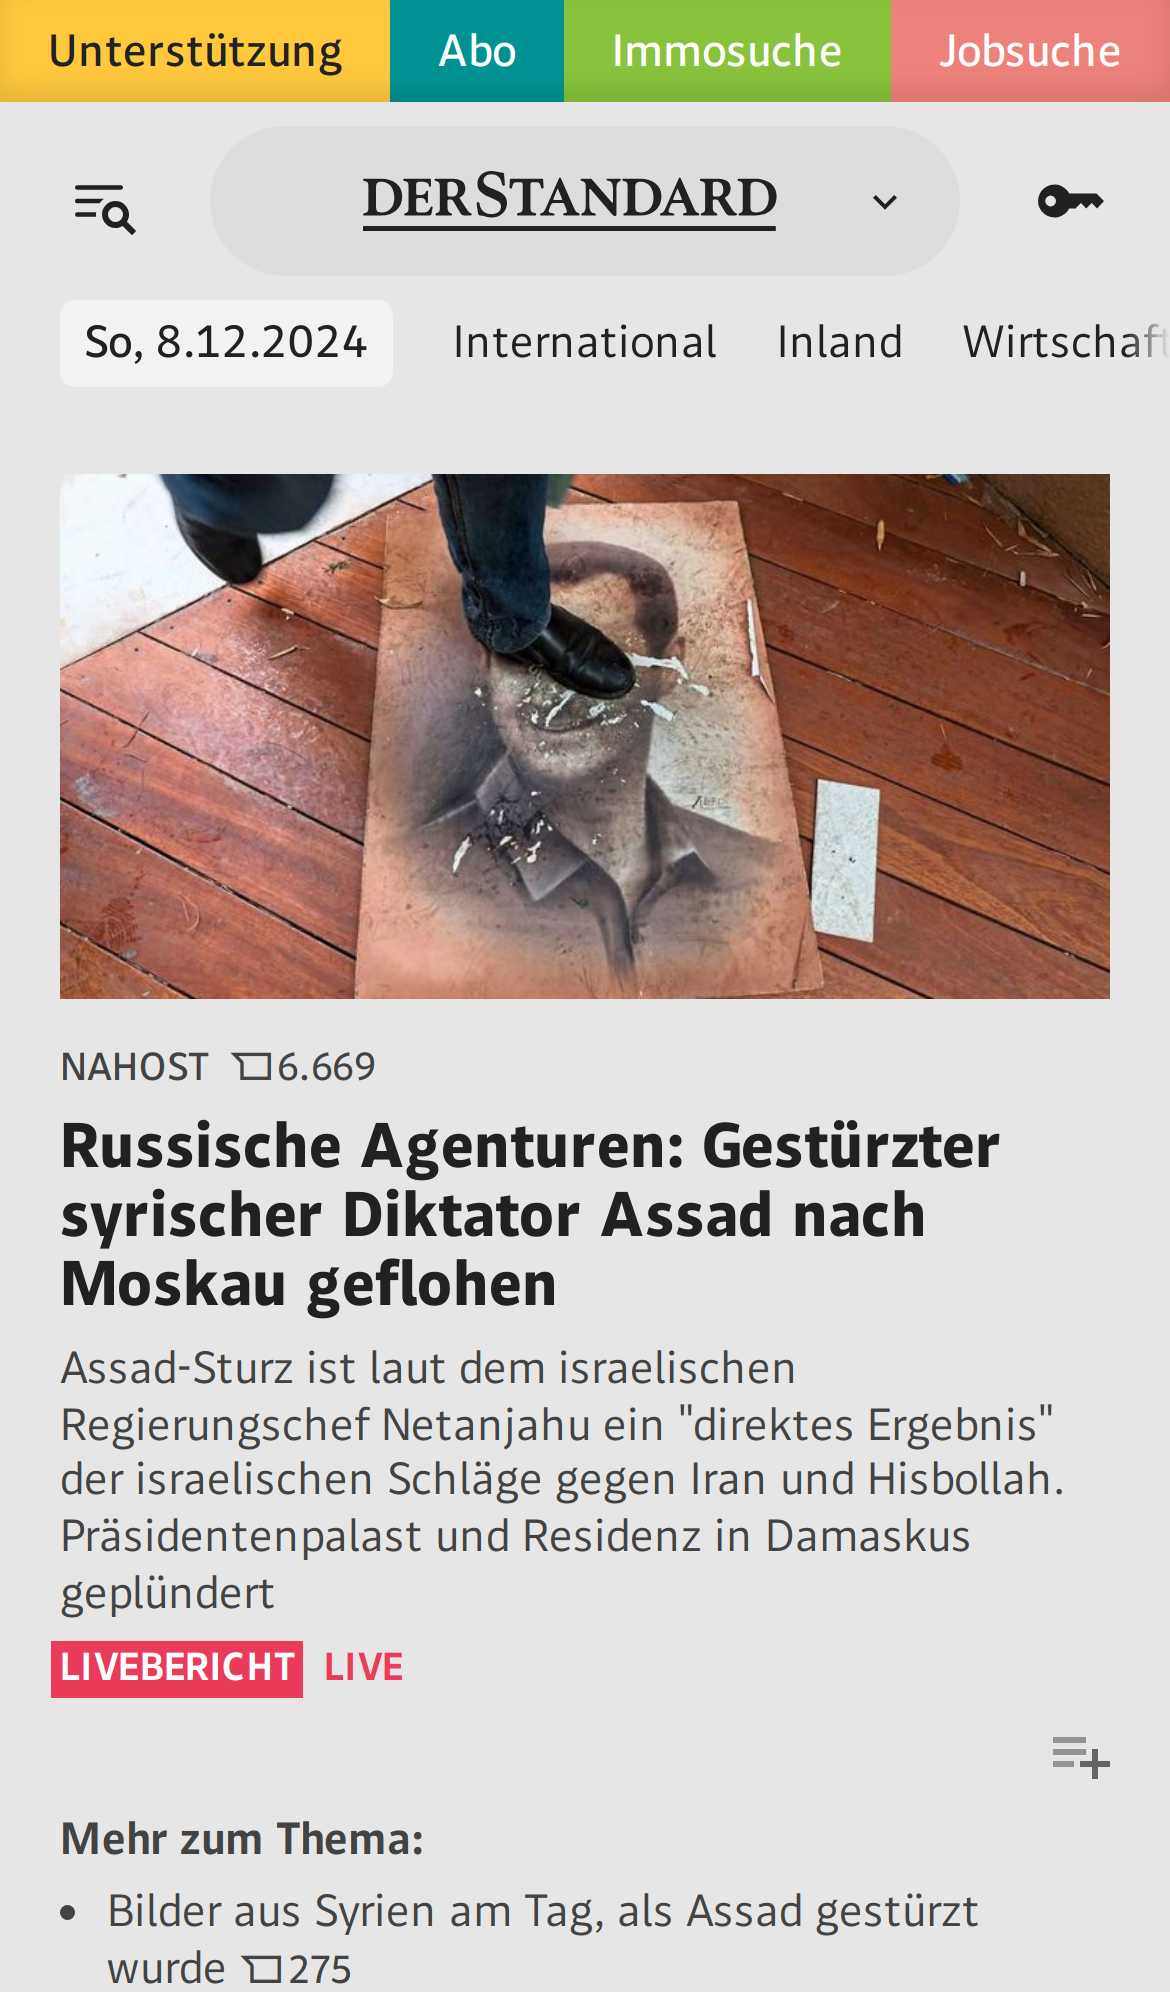 Unterstützung
Abo
Immosuche
Jobsuche
DERSTANDARD
So, 8.12.2024
International
Inland
Wirtschaft
NAHOST 6.669
Russische Agenturen: Gestürzter
syrischer Diktator Assad nach
Moskau geflohen
Assad-Sturz ist laut dem israelischen
Regierungschef Netanjahu ein "direktes Ergebnis"
der israelischen Schläge gegen Iran und Hisbollah.
Präsidentenpalast und Residenz in Damaskus
geplündert
LIVEBERICHT LIVE
Mehr zum Thema:
• Bilder aus Syrien am Tag, als Assad gestürzt
wurde 275